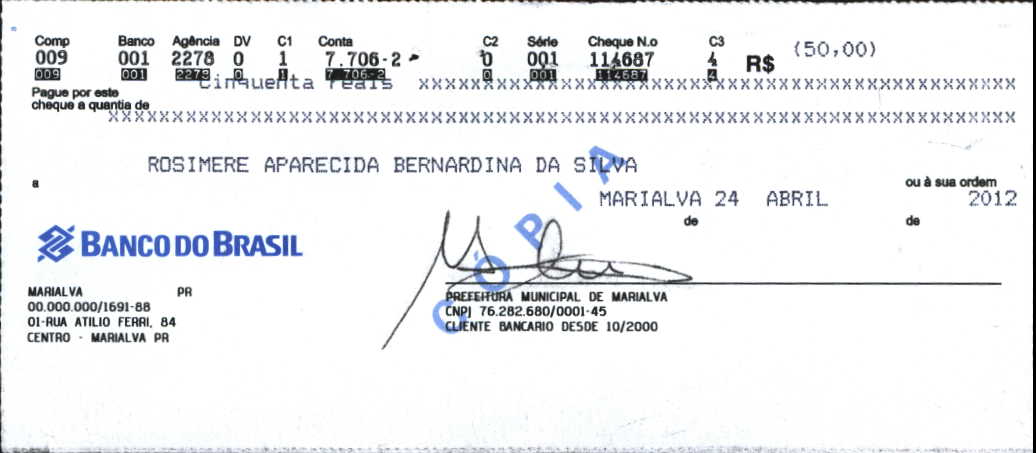 Comp Banco Agência DV C1 Conta C2 Série Cheque N.o C3
009 001 2278 0 1 7.706-2 0 001 114687 4 R$ (50,00)
009 001 2278 0 1 7.706-2 0 001 114687 4
Cinquenta reais XXXXXXXXXXXXXXXXXXXXXXXXXXXXXXXXXXXXXXXXXXXXXXXXXXXXXXX
Pague por este
cheque a quantia de XXXXXXXXXXXXXXXXXXXXXXXXXXXXXXXXXXXXXXXXXXXXXXXXXXXXXXXXXXXXXXXXXXXXXXXXXXXXXXXXXXX
ROSIMERE APARECIDA BERNARDINA DA SILVA
a ou à sua ordem
MARIALVA 24 ABRIL 2012
de de
CÓPIA
BANCO DO BRASIL
MARIALVA PR
00.000.000/1691-88
01-RUA ATILIO FERRI, 84
CENTRO - MARIALVA PR
PREFEITURA MUNICIPAL DE MARIALVA
CNPJ 76.282.680/0001-45
CLIENTE BANCARIO DESDE 10/2000